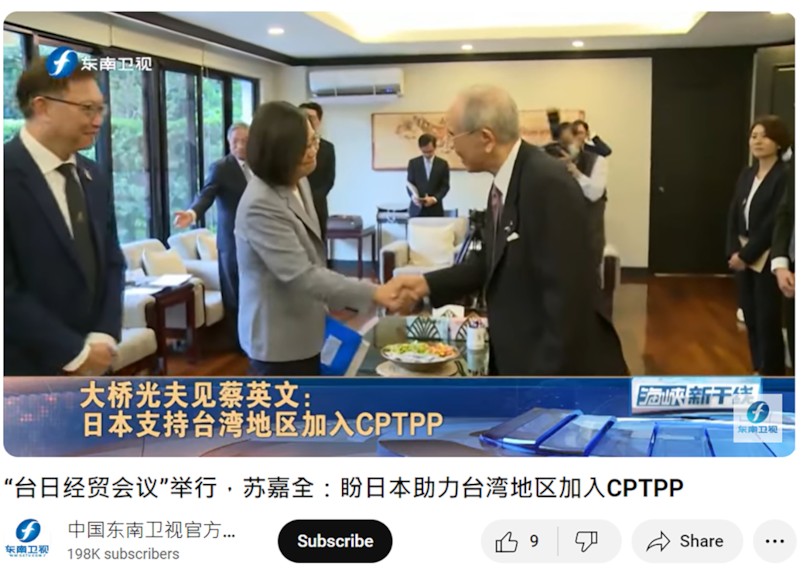 东南卫视
大桥光夫见蔡英文：
日本支持台湾地区加入CPTPP
海峡新干线
东南卫视
“台日经贸会议”举行，苏嘉全：盼日本助力台湾地区加入CPTPP
东南卫视
中国东南卫视官方...
198K subscribers
Subscribe
9
Share